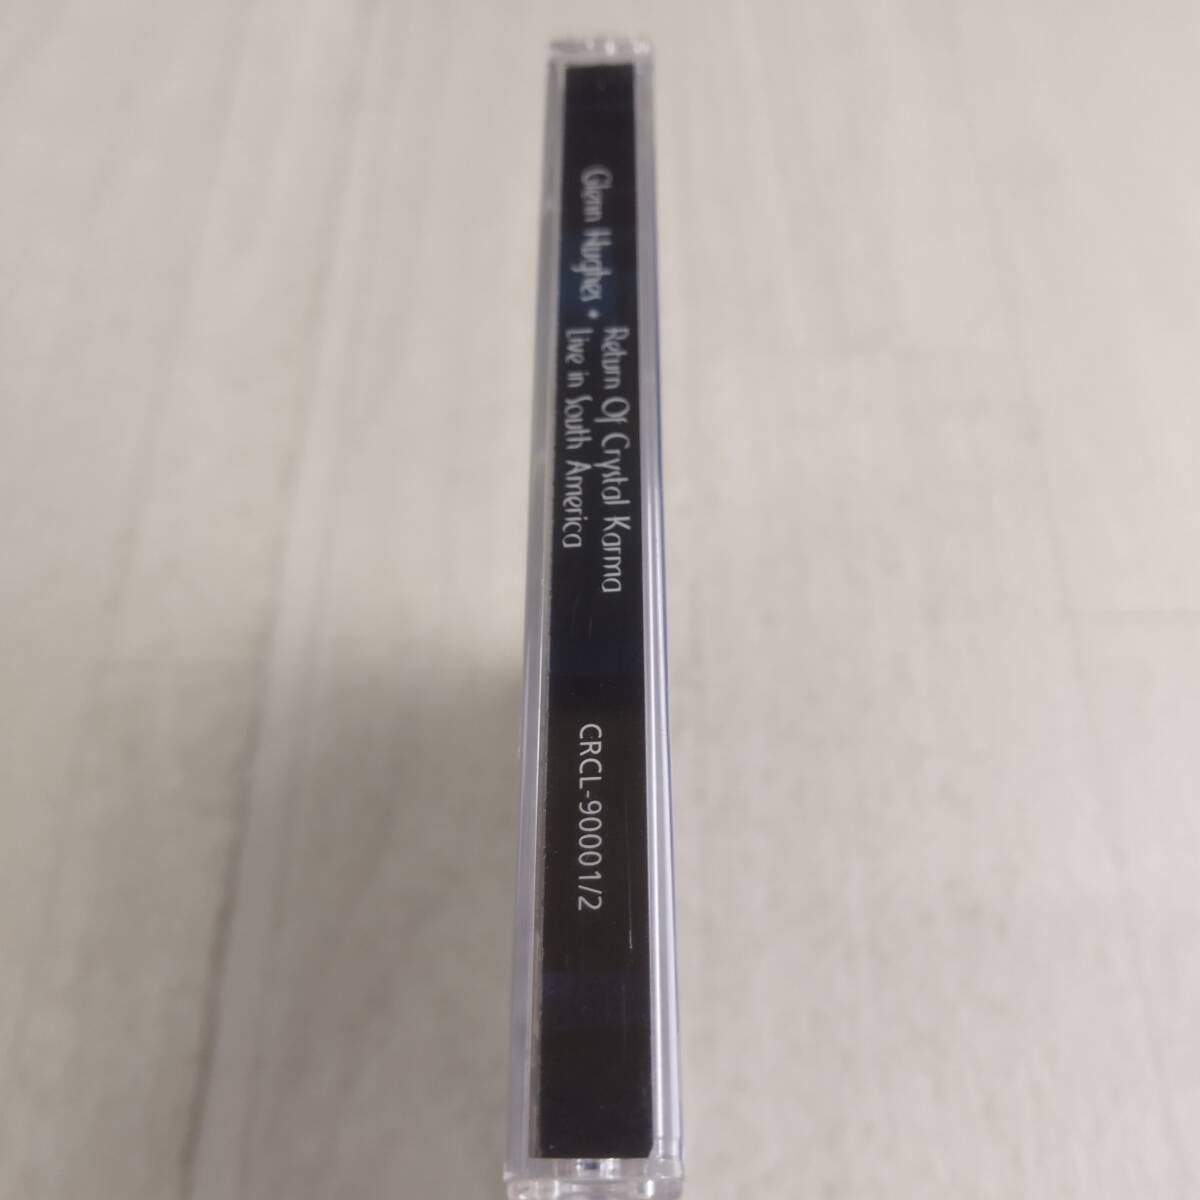 Glenn Hughes • Return Of Crystal Karma
Live in South America
CRCL-90001/2